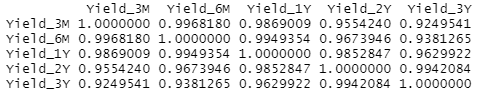 Yield_3M Yield_6M Yield_1Y Yield_2Y Yield_3Y
Yield_3M 1.0000000 0.9968180 0.9869009 0.9554240 0.9249541
Yield_6M 0.9968180 1.0000000 0.9949354 0.9673946 0.9381265
Yield_1Y 0.9869009 0.9949354 1.0000000 0.9852847 0.9629922
Yield_2Y 0.9554240 0.9673946 0.9852847 1.0000000 0.9942084
Yield_3Y 0.9249541 0.9381265 0.9629922 0.9942084 1.0000000